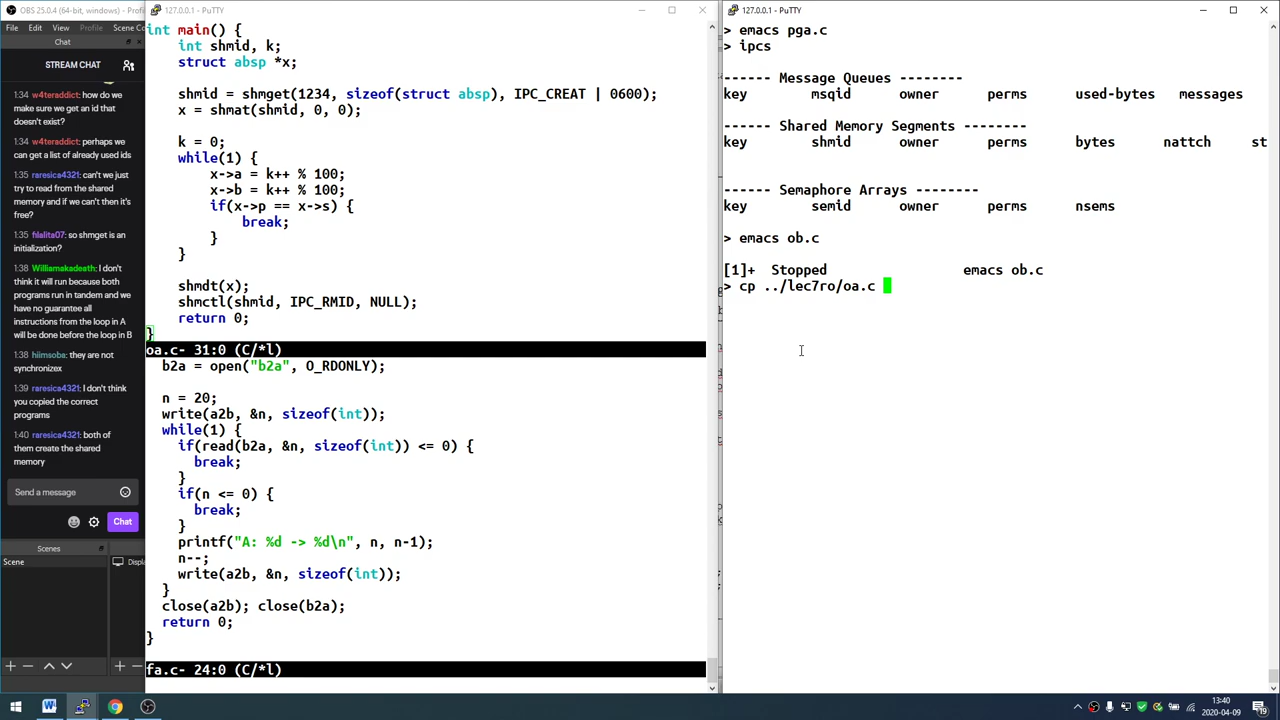 OBS 25.0.4 (64-bit, windows) - Profi
File Edit View Profile Scene Co
Chat
STREAM CHAT
1:34 w4teraddict: how do we
make sure we get an id that
doesn't exist?
1:34 w4teraddict: perhaps we
can get a list of already used ids
1:35 raresica4321: can't we just
try to read from the shared
memory and if we can't then it's
free?
1:35 filalita07: so shmget is an
initialization?
1:38 Williamakadeath: I don't
think it will run because both
programs run in tandem and we
have no guarantee all
instructions from the loop in A
will be done before the loop in B
1:38 hiimsoba: they are not
synchronizex
1:39 raresica4321: I don't think
you copied the correct
programs
1:40 raresica4321: both of
them create the shared
memory
Send a message
Chat
Scenes
Scene
Displ
127.0.0.1 - PuTTY
int main() {
    int shmid, k;
    struct absp *x;
    shmid = shmget(1234, sizeof(struct absp), IPC_CREAT | 0600);
    x = shmat(shmid, 0, 0);
    k = 0;
    while(1) {
        x->a = k++ % 100;
        x->b = k++ % 100;
        if(x->p == x->s) {
            break;
        }
    }
    shmdt(x);
    shmctl(shmid, IPC_RMID, NULL);
    return 0;
}
oa.c- 31:0 (C/*l)
  b2a = open("b2a", O_RDONLY);
  n = 20;
  write(a2b, &n, sizeof(int));
  while(1) {
    if(read(b2a, &n, sizeof(int)) <= 0) {
      break;
    }
    if(n <= 0) {
      break;
    }
    printf("A: %d -> %d\n", n, n-1);
    n--;
    write(a2b, &n, sizeof(int));
  }
  close(a2b); close(b2a);
  return 0;
}
fa.c- 24:0 (C/*l)
127.0.0.1 - PuTTY
> emacs pga.c
> ipcs
------ Message Queues --------
key msqid owner perms used-bytes messages
------ Shared Memory Segments --------
key shmid owner perms bytes nattch st
------ Semaphore Arrays --------
key semid owner perms nsems
> emacs ob.c
[1]+ Stopped emacs ob.c
> cp ../lec7ro/oa.c
13:40
2020-04-09